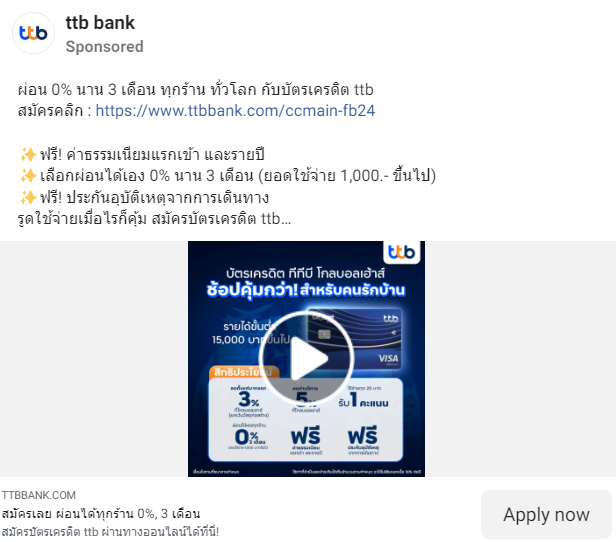 ttb
ttb bank
Sponsored
ผ่อน 0% นาน 3 เดือน ทุกร้าน ทั่วโลก กับบัตรเครดิต ttb
สมัครคลิก : https://www.ttbbank.com/ccmain-fb24
✨ฟรี! ค่าธรรมเนียมแรกเข้า และรายปี
✨เลือกผ่อนได้เอง 0% นาน 3 เดือน (ยอดใช้จ่าย 1,000.- ขึ้นไป)
✨ฟรี! ประกันอุบัติเหตุจากการเดินทาง
รูดใช้จ่ายเมื่อไรก็คุ้ม สมัครบัตรเครดิต ttb...
ttb
บัตรเครดิต ทีทีบี โกลบอลเฮ้าส์
ช้อปคุ้มกว่า! สำหรับคนรักบ้าน
รายได้ขั้นต่ำ
15,000 บาทขึ้นไป
ttb
VISA
สิทธิประโยชน์
3%
5%
รับ 1 คะแนน
0% 3 เดือน
ฟรี
ฟรี
TTBBANK.COM
สมัครเลย ผ่อนได้ทุกร้าน 0%, 3 เดือน
สมัครบัตรเครดิต ttb ผ่านทางออนไลน์ได้ที่นี่!
Apply now